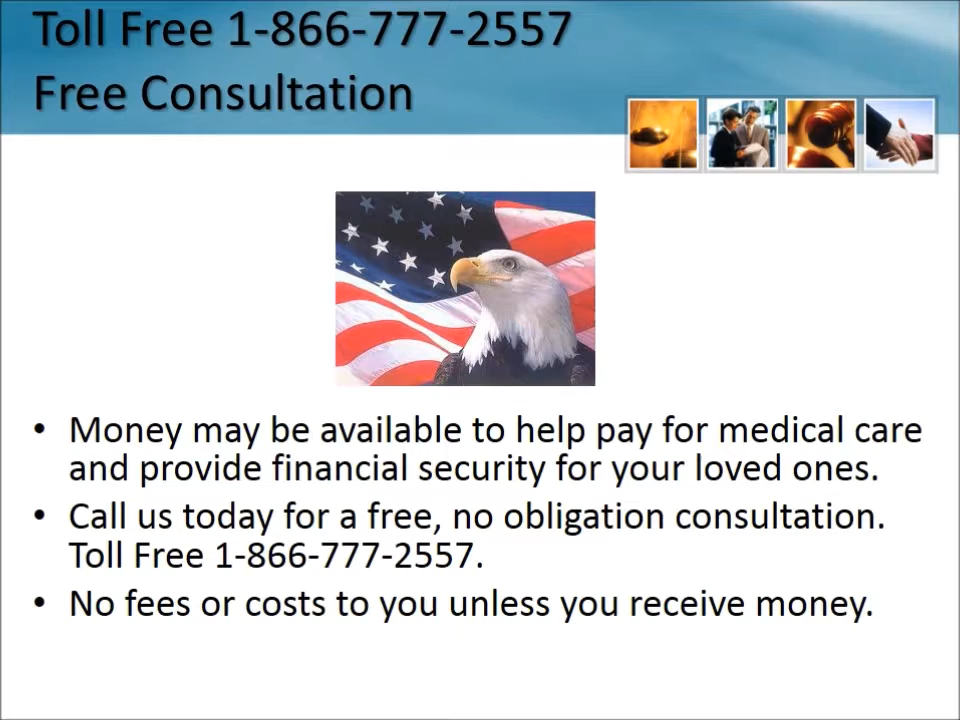 Toll Free 1-866-777-2557
Free Consultation
• Money may be available to help pay for medical care
and provide financial security for your loved ones.
• Call us today for a free, no obligation consultation.
Toll Free 1-866-777-2557.
• No fees or costs to you unless you receive money.